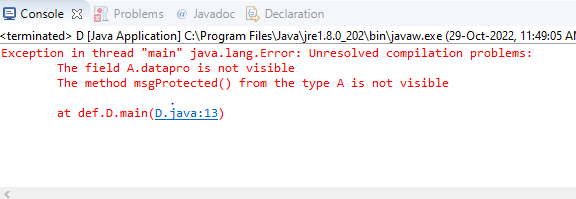 Console Problems @ Javadoc Declaration
<terminated> D [Java Application] C:\Program Files\Java\jre1.8.0_202\bin\javaw.exe (29-Oct-2022, 11:49:05 AM
Exception in thread "main" java.lang.Error: Unresolved compilation problems:
The field A.datapro is not visible
The method msgProtected() from the type A is not visible
at def.D.main(D.java:13)